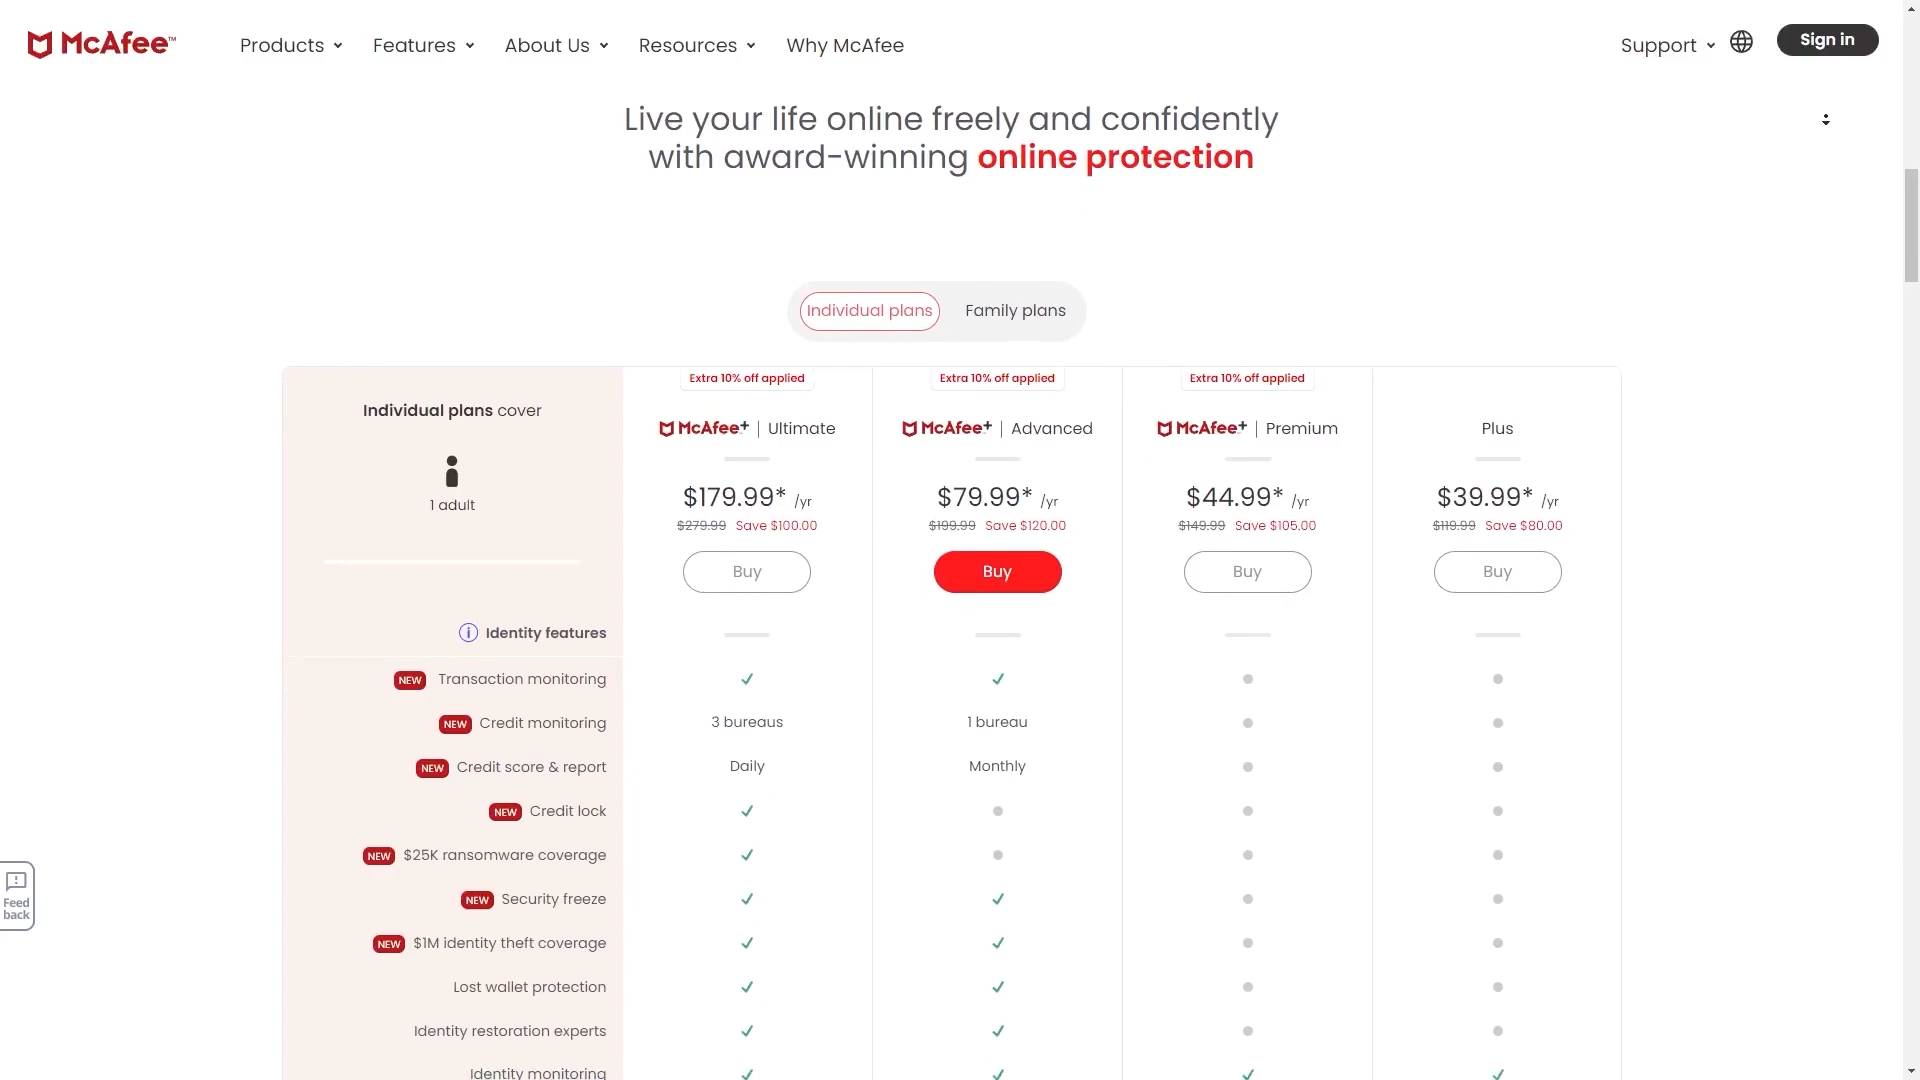 McAfee™
Products
Features
About Us
Resources
Why McAfee
Support
Sign in
Live your life online freely and confidently
with award-winning online protection
Individual plans
Family plans
Individual plans cover
1 adult
Extra 10% off applied
McAfee+ | Ultimate
$179.99* /yr
$279.99 Save $100.00
Buy
Extra 10% off applied
McAfee+ | Advanced
$79.99* /yr
$199.99 Save $120.00
Buy
Extra 10% off applied
McAfee+ | Premium
$44.99* /yr
$149.99 Save $105.00
Buy
Plus
$39.99* /yr
$119.99 Save $80.00
Buy
Identity features
NEW Transaction monitoring
NEW Credit monitoring 3 bureaus 1 bureau
NEW Credit score & report Daily Monthly
NEW Credit lock
NEW $25K ransomware coverage
NEW Security freeze
NEW $1M identity theft coverage
Lost wallet protection
Identity restoration experts
Identity monitoring
Feed
back